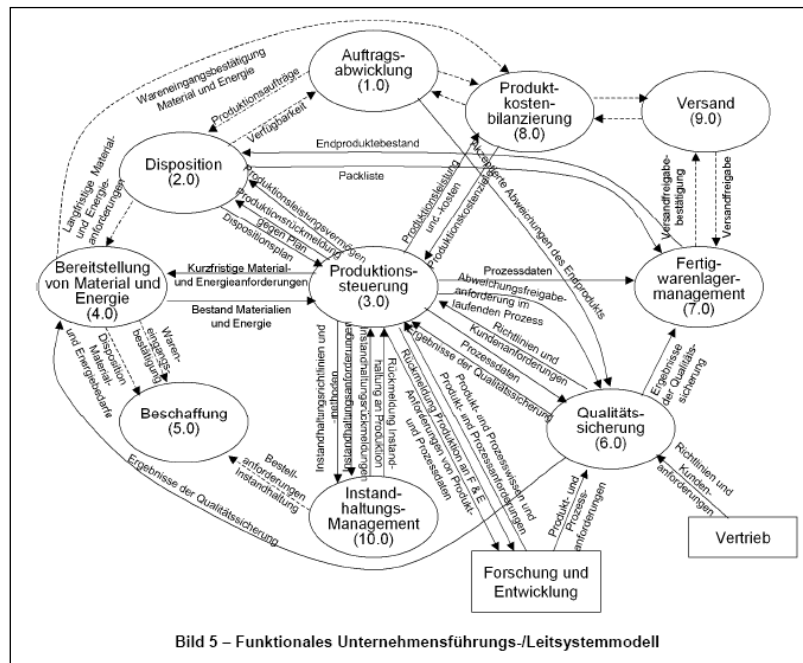 Wareneingangsbestätigung
Material und Energie
Auftrags-
abwicklung
(1.0)
Produkt-
kosten-
bilanzierung
(8.0)
Versand
(9.0)
Produktionsaufträge
Verfügbarkeit
Disposition
(2.0)
Endproduktebestand
Packliste
Langfristige Material-
und Energie-
anforderungen
Produktionsleistungsvermögen
Produktionsrückmeldung
gegen Plan
Dispositionsplan
Produktionsleistung
und -kosten
Produktionskostenziele
Akzeptierte Abweichungen des Endprodukts
Versandfreigabe-
bestätigung
Versandfreigabe
Bereitstellung
von Material und
Energie
(4.0)
Kurzfristige Material-
und Energieanforderungen
Bestand Materialien
und Energie
Produktions-
steuerung
(3.0)
Prozessdaten
Abweichungsfreigabe-
anforderung im
laufenden Prozess
Fertig-
warenlager-
management
(7.0)
Richtlinien und
Kundenanforderungen
Prozessdaten
Ergebnisse der Qualitätssicherung
Disposition
Material-
und Energiebedarfe
Waren-
eingangs-
bestätigung
Beschaffung
(5.0)
Instandhaltungsrichtlinien und
-methoden
Instandhaltungsanforderungen
Instandhaltungsrückmeldungen
Rückmeldung Instand-
haltung an Produktion
Rückmeldung Produktion an F & E
Anforderungen von Produkt-
und Prozessdaten
Produkt- und Prozesswissen und
Produkt- und Prozessanforderungen
Qualitäts-
sicherung
(6.0)
Ergebnisse
der Qualitäts-
sicherung
Bestell-
anforderungen
Instandhaltung
Ergebnisse der Qualitätssicherung
Instand-
haltungs-
Management
(10.0)
Produkt- und
Prozess-
anforderungen
Richtlinien und
Kunden-
anforderungen
Forschung und
Entwicklung
Vertrieb
Bild 5 – Funktionales Unternehmensführungs-/Leitsystemmodell